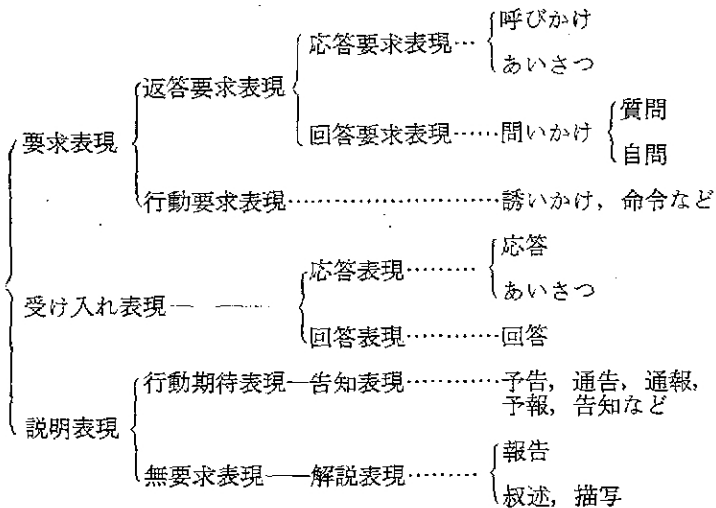 呼びかけ
応答要求表現…
あいさつ
返答要求表現
質問
回答要求表現……問いかけ
要求表現
自問
行動要求表現………………………誘いかけ，命令など
応答
応答表現………
あいさつ
受け入れ表現—
回答表現…………回答
行動期待表現—告知表現…………予告，通告，通報，
予報，告知など
説明表現
報告
無要求表現—解説表現………
叙述，描写